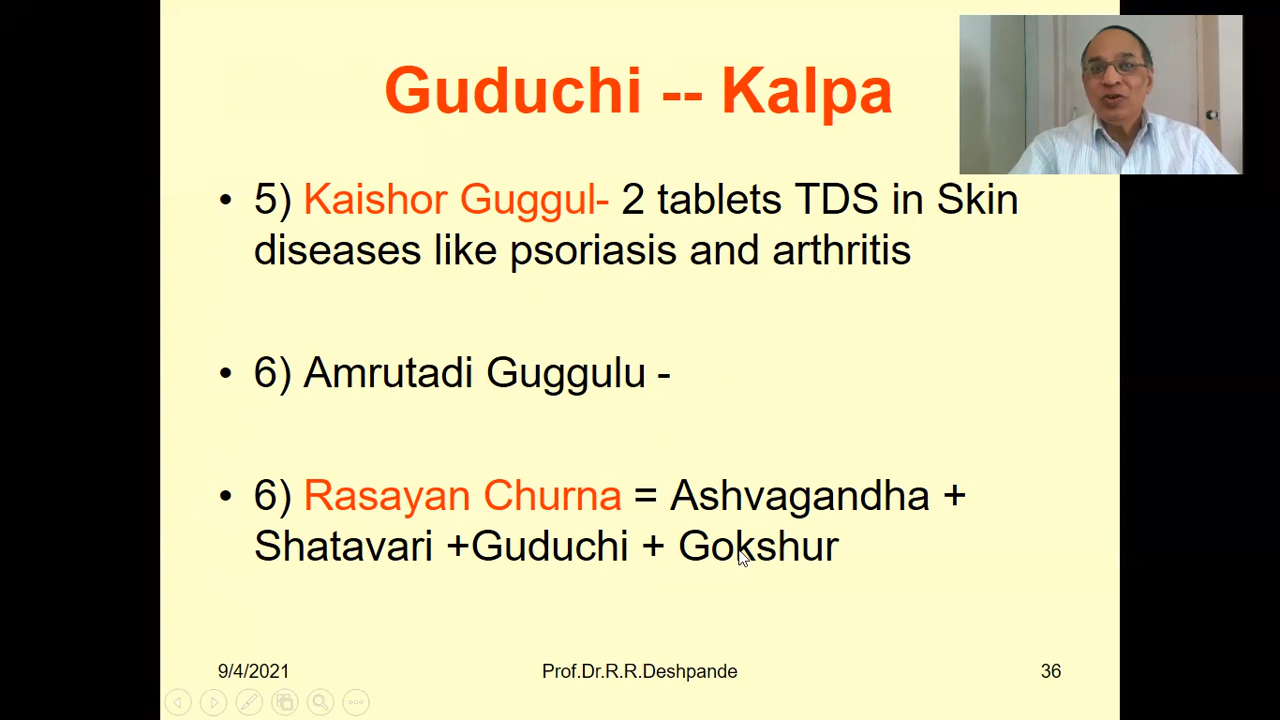 Guduchi -- Kalpa
• 5) Kaishor Guggul- 2 tablets TDS in Skin
diseases like psoriasis and arthritis
• 6) Amrutadi Guggulu -
• 6) Rasayan Churna = Ashvagandha +
Shatavari +Guduchi + Gokshur
9/4/2021 Prof.Dr.R.R.Deshpande 36